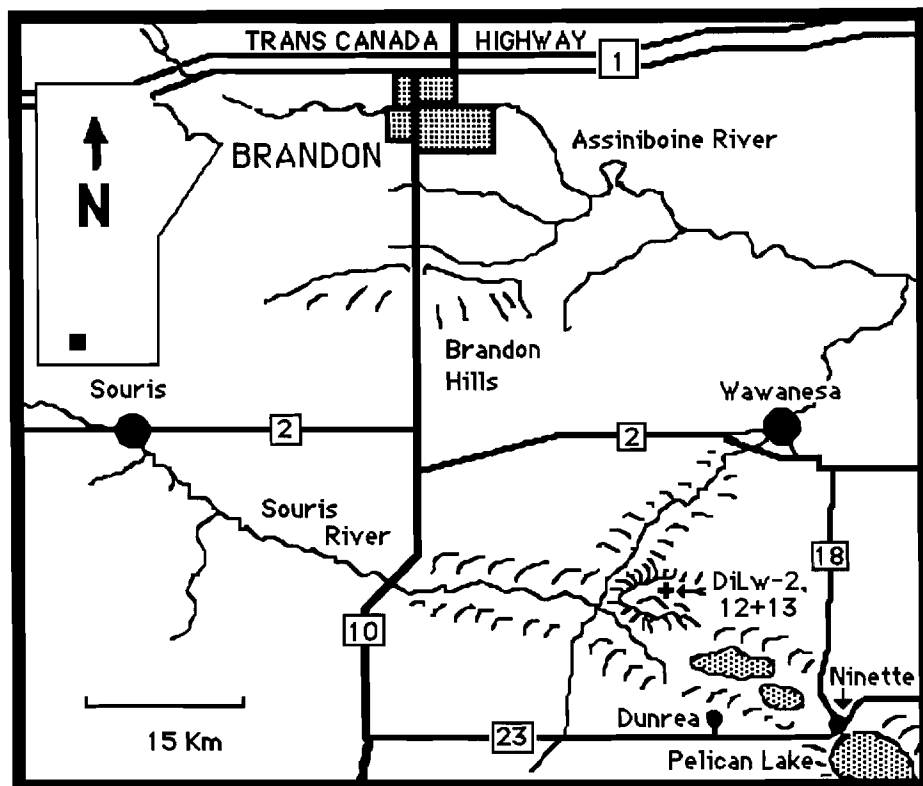 TRANS CANADA HIGHWAY
1
N
BRANDON
Assiniboine River
Brandon
Hills
Souris
Wawanesa
2
2
Souris
River
18
DiLw-2,
12+13
10
Ninette
15 Km
23
Dunrea
Pelican Lake